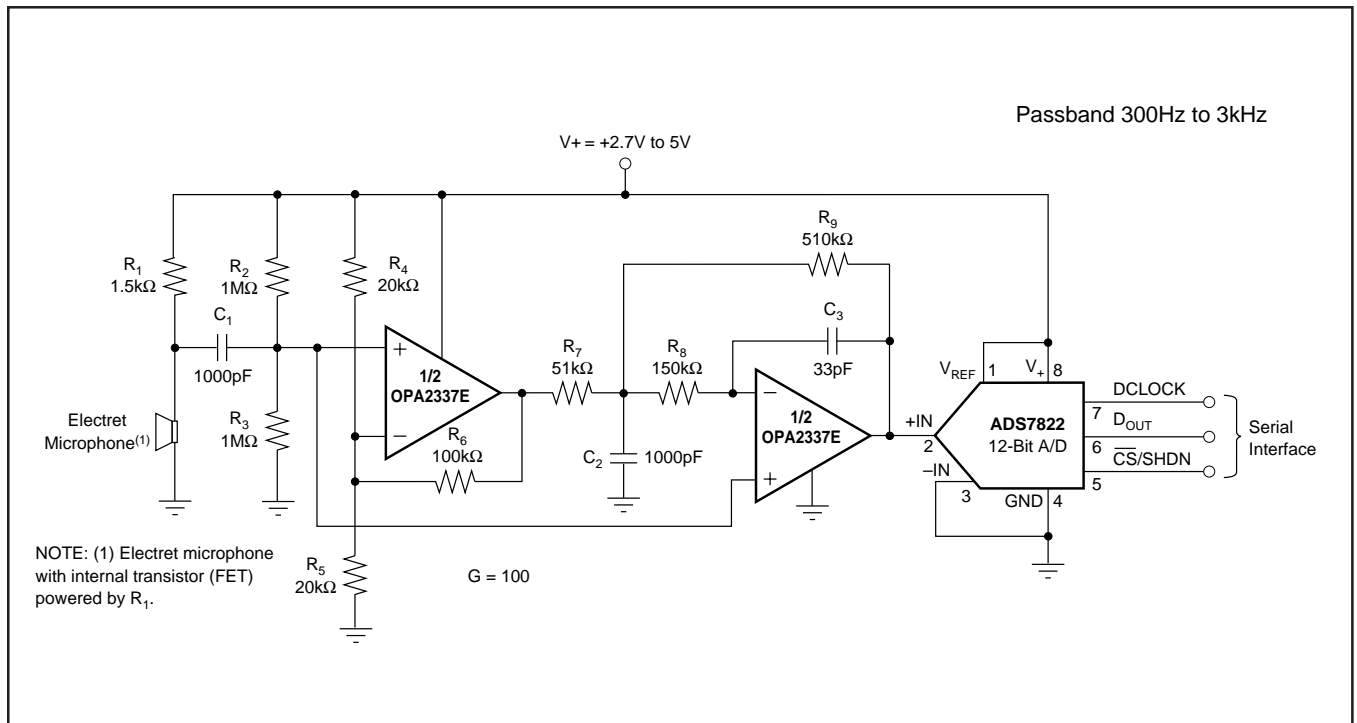 Passband 300Hz to 3kHz
V+ = +2.7V to 5V
R9
510kΩ
R1
1.5kΩ
R2
1MΩ
R4
20kΩ
C1
1000pF
C3
33pF
R7
51kΩ
R8
150kΩ
VREF
1
V+
8
+
1/2
OPA2337E
−
DCLOCK
7
Electret
Microphone(1)
R3
1MΩ
R6
100kΩ
C2
1000pF
−
1/2
OPA2337E
+
+IN
2
ADS7822
12-Bit A/D
DOUT
6
Serial
Interface
–IN
3
CS/SHDN
5
GND
4
NOTE: (1) Electret microphone
with internal transistor (FET)
powered by R1.
R5
20kΩ
G = 100